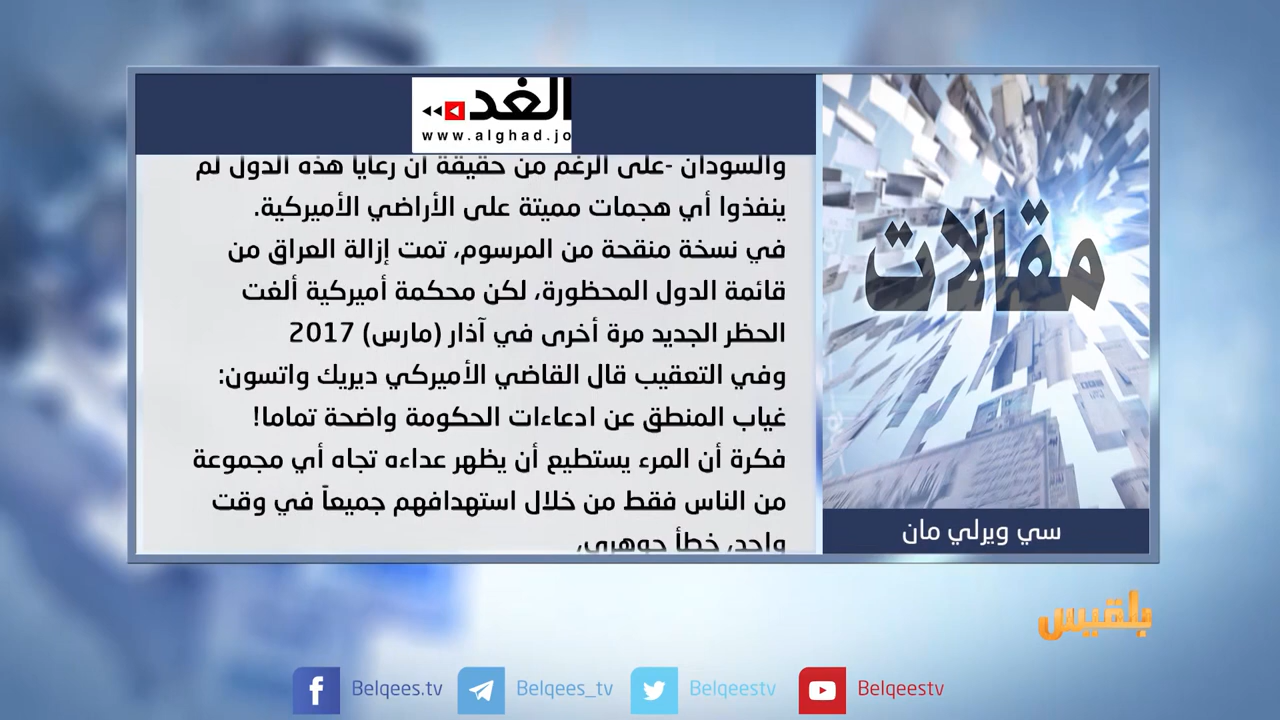 الغد
www.alghad.jo
والسودان -على الرغم من حقيقة أن رعايا هذه الدول لم
ينفذوا أي هجمات مميتة على الأراضي الأميركية.
في نسخة منقحة من المرسوم، تمت إزالة العراق من
قائمة الدول المحظورة، لكن محكمة أميركية ألغت
الحظر الجديد مرة أخرى في آذار (مارس) 2017
وفي التعقيب قال القاضي الأميركي ديريك واتسون:
غياب المنطق عن ادعاءات الحكومة واضحة تماما!
فكرة أن المرء يستطيع أن يظهر عداءه تجاه أي مجموعة
من الناس فقط من خلال استهدافهم جميعاً في وقت
واحد، خطأ جوهري،
مقالات
سي ويرلي مان
بلقيس
Belqees.tv
Belqees_tv
Belqeestv
Belqeestv